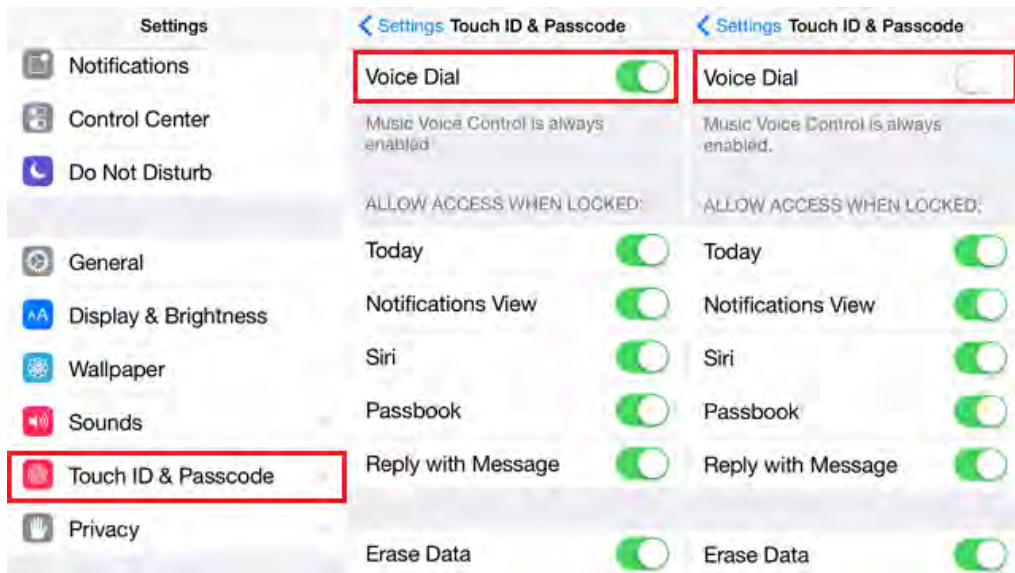 Settings
Notifications
Control Center
Do Not Disturb
General
AA Display & Brightness
Wallpaper
Sounds
Touch ID & Passcode
Privacy
Settings Touch ID & Passcode
Voice Dial
Music Voice Control is always
enabled
ALLOW ACCESS WHEN LOCKED:
Today
Notifications View
Siri
Passbook
Reply with Message
Erase Data
Settings Touch ID & Passcode
Voice Dial
Music Voice Control is always
enabled.
ALLOW ACCESS WHEN LOCKED:
Today
Notifications View
Siri
Passbook
Reply with Message
Erase Data